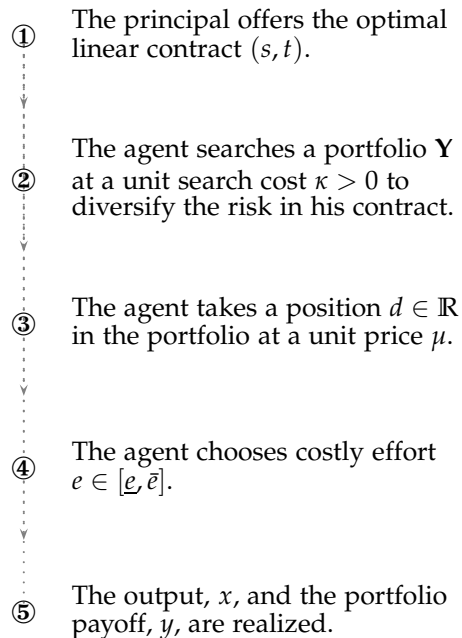 ① The principal offers the optimal
linear contract (s, t).
② The agent searches a portfolio Y
at a unit search cost κ > 0 to
diversify the risk in his contract.
③ The agent takes a position d ∈ ℝ
in the portfolio at a unit price μ.
④ The agent chooses costly effort
e ∈ [e̲, ē].
⑤ The output, x, and the portfolio
payoff, y, are realized.